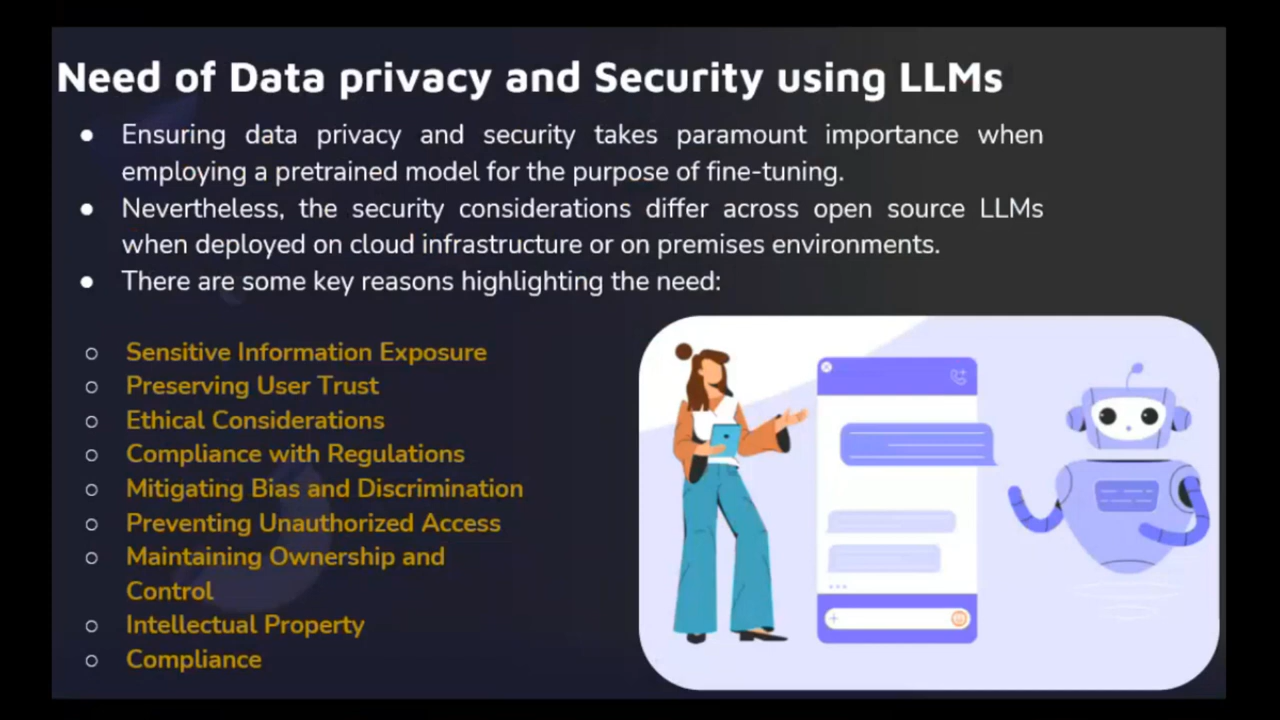 Need of Data privacy and Security using LLMs
● Ensuring data privacy and security takes paramount importance when
employing a pretrained model for the purpose of fine-tuning.
● Nevertheless, the security considerations differ across open source LLMs
when deployed on cloud infrastructure or on premises environments.
● There are some key reasons highlighting the need:
○ Sensitive Information Exposure
○ Preserving User Trust
○ Ethical Considerations
○ Compliance with Regulations
○ Mitigating Bias and Discrimination
○ Preventing Unauthorized Access
○ Maintaining Ownership and
Control
○ Intellectual Property
○ Compliance